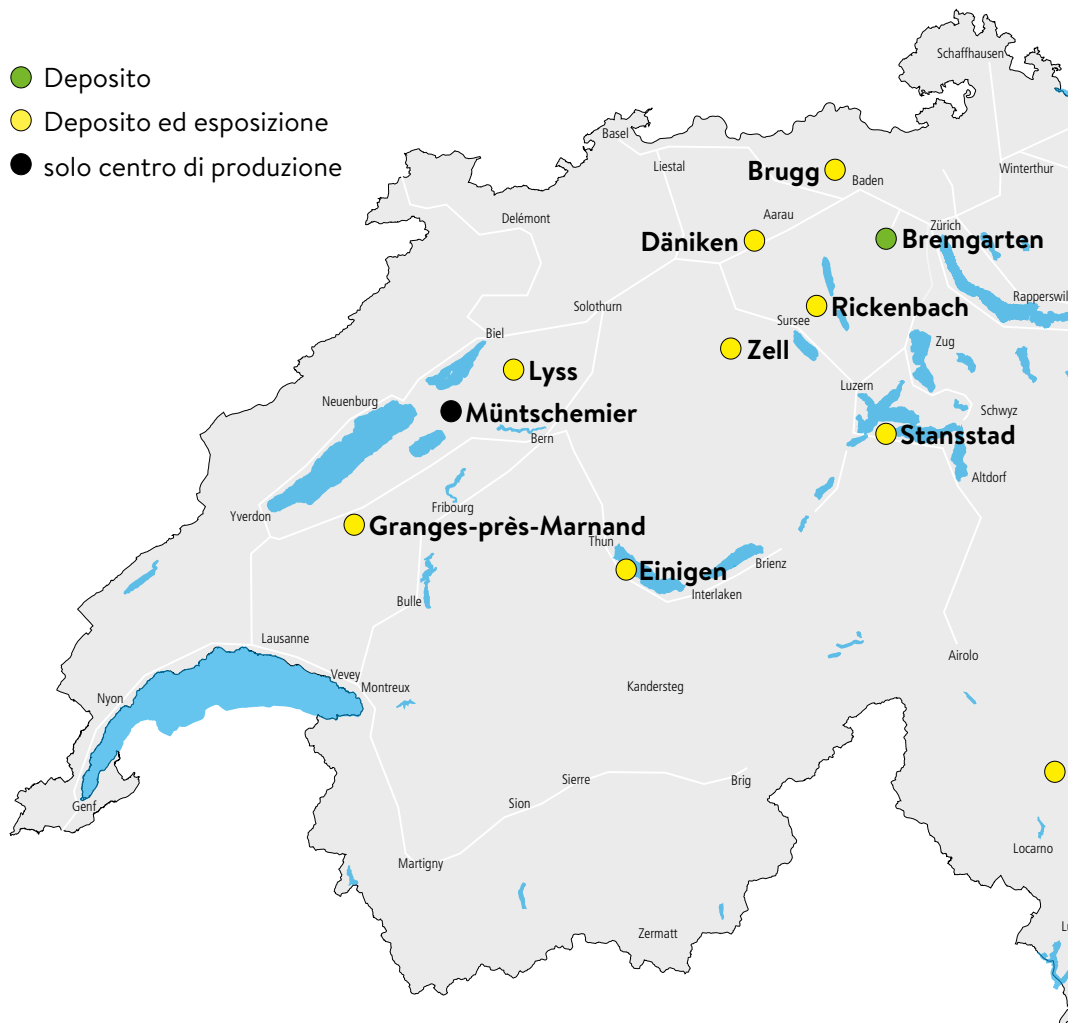 Deposito
Deposito ed esposizione
solo centro di produzione
Schaffhausen
Basel
Liestal
Winterthur
Brugg
Baden
Delémont
Aarau
Zürich
Däniken
Bremgarten
Rapperswil
Solothurn
Rickenbach
Sursee
Biel
Zug
Zell
Lyss
Luzern
Neuenburg
Müntschemier
Schwyz
Bern
Stansstad
Altdorf
Fribourg
Yverdon
Granges-près-Marnand
Thun
Einigen
Brienz
Interlaken
Bulle
Lausanne
Airolo
Vevey
Montreux
Kandersteg
Nyon
Sierre
Brig
Genf
Sion
Locarno
Martigny
Zermatt